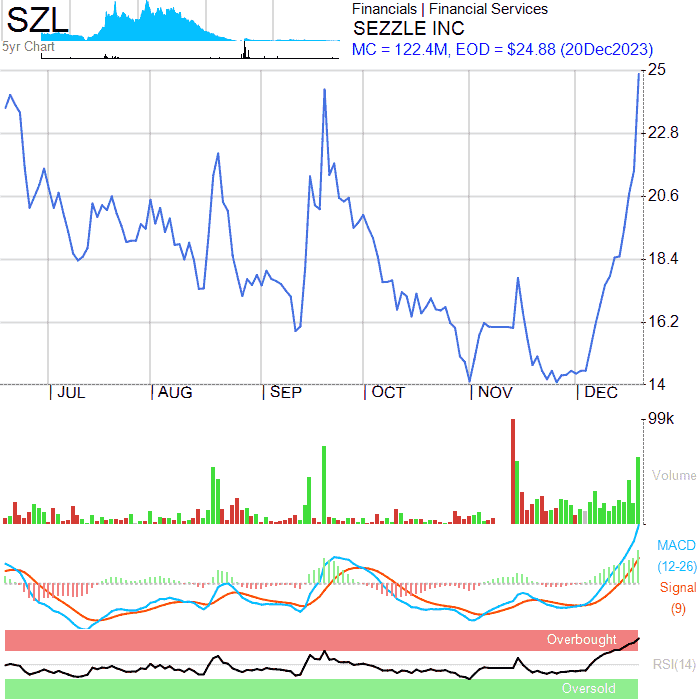 SZL
5yr Chart
Financials | Financial Services
SEZZLE INC
MC = 122.4M, EOD = $24.88 (20Dec2023)
25
22.8
20.6
18.4
16.2
14
JUL
AUG
SEP
OCT
NOV
DEC
99k
Volume
MACD
(12-26)
Signal
(9)
Overbought
RSI(14)
Oversold